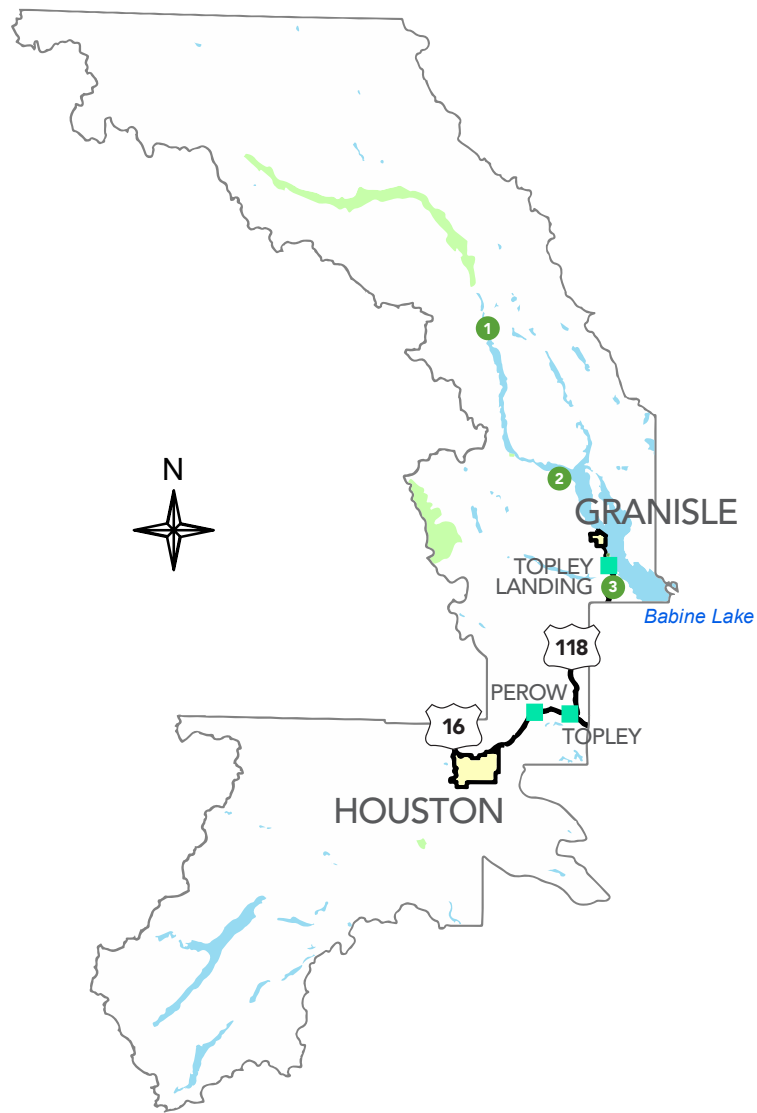 1
N
2
GRANISLE
TOPLEY
LANDING
3
Babine Lake
118
PEROW
16
TOPLEY
HOUSTON